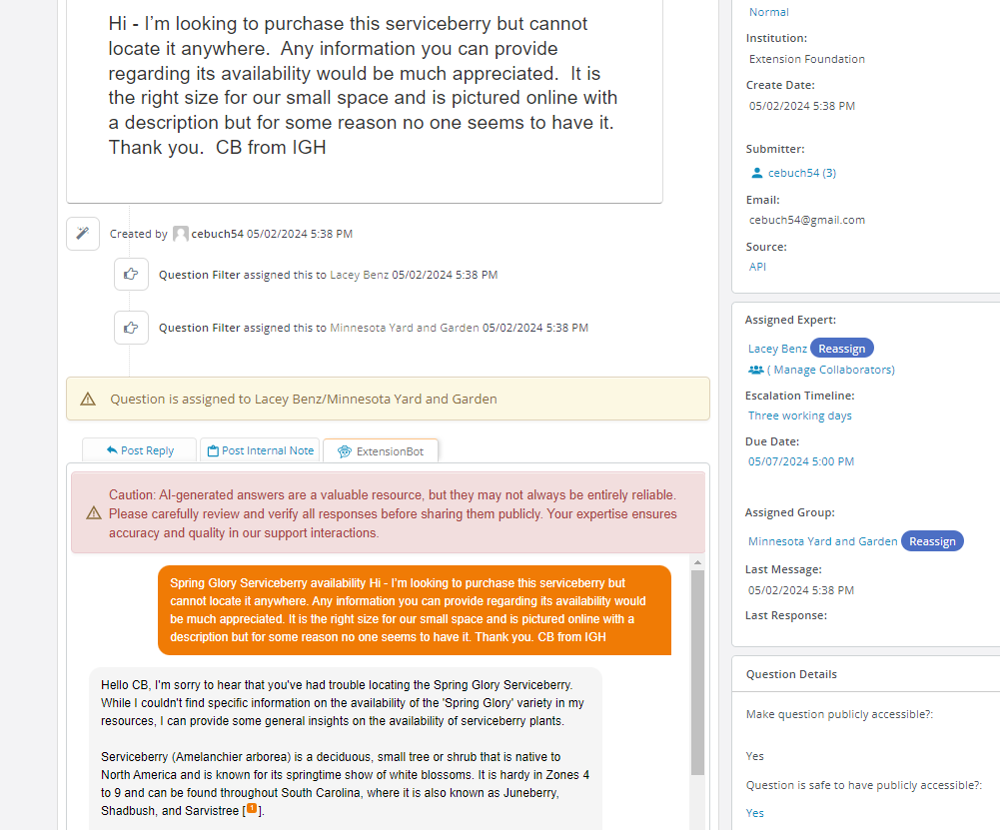 Hi - I’m looking to purchase this serviceberry but cannot
locate it anywhere.  Any information you can provide
regarding its availability would be much appreciated.  It is
the right size for our small space and is pictured online with
a description but for some reason no one seems to have it.
Thank you.  CB from IGH
Created by cebuch54 05/02/2024 5:38 PM
Question Filter assigned this to Lacey Benz 05/02/2024 5:38 PM
Question Filter assigned this to Minnesota Yard and Garden 05/02/2024 5:38 PM
Question is assigned to Lacey Benz/Minnesota Yard and Garden
Post Reply
Post Internal Note
ExtensionBot
Caution: AI-generated answers are a valuable resource, but they may not always be entirely reliable.
Please carefully review and verify all responses before sharing them publicly. Your expertise ensures
accuracy and quality in our support interactions.
Spring Glory Serviceberry availability Hi - I'm looking to purchase this serviceberry but
cannot locate it anywhere. Any information you can provide regarding its availability would
be much appreciated. It is the right size for our small space and is pictured online with a
description but for some reason no one seems to have it. Thank you. CB from IGH
Hello CB, I'm sorry to hear that you've had trouble locating the Spring Glory Serviceberry.
While I couldn't find specific information on the availability of the 'Spring Glory' variety in my
resources, I can provide some general insights on the availability of serviceberry plants.
Serviceberry (Amelanchier arborea) is a deciduous, small tree or shrub that is native to
North America and is known for its springtime show of white blossoms. It is hardy in Zones 4
to 9 and can be found throughout South Carolina, where it is also known as Juneberry,
Shadbush, and Sarvistree [1].
Normal
Institution:
Extension Foundation
Create Date:
05/02/2024 5:38 PM
Submitter:
cebuch54 (3)
Email:
cebuch54@gmail.com
Source:
API
Assigned Expert:
Lacey Benz Reassign
( Manage Collaborators)
Escalation Timeline:
Three working days
Due Date:
05/07/2024 5:00 PM
Assigned Group:
Minnesota Yard and Garden Reassign
Last Message:
05/02/2024 5:38 PM
Last Response:
Question Details
Make question publicly accessible?:
Yes
Question is safe to have publicly accessible?:
Yes